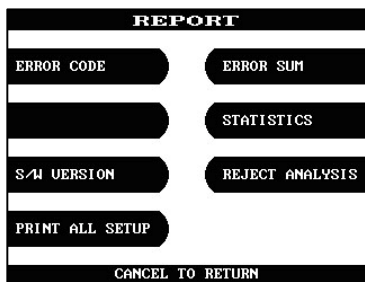 REPORT
ERROR CODE
ERROR SUM
STATISTICS
S/W VERSION
REJECT ANALYSIS
PRINT ALL SETUP
CANCEL TO RETURN